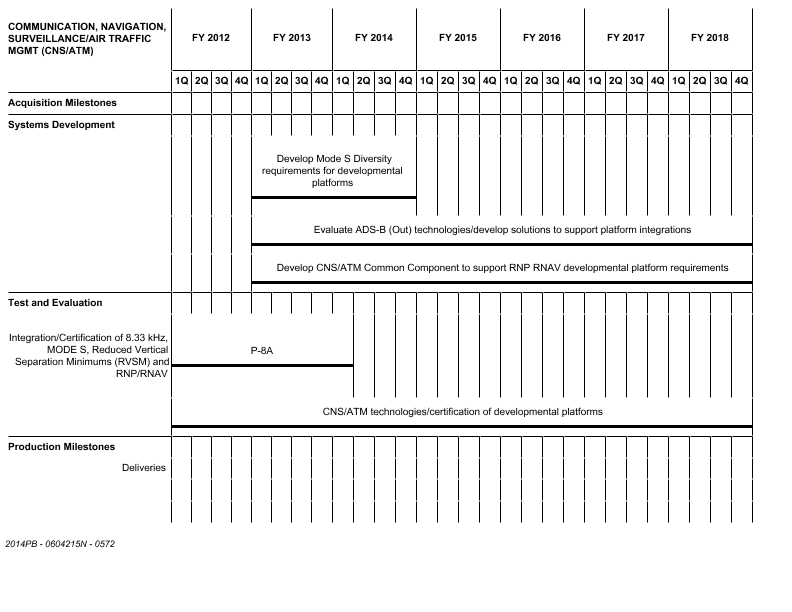 COMMUNICATION, NAVIGATION,
SURVEILLANCE/AIR TRAFFIC
MGMT (CNS/ATM)
FY 2012 FY 2013 FY 2014 FY 2015 FY 2016 FY 2017 FY 2018
1Q 2Q 3Q 4Q 1Q 2Q 3Q 4Q 1Q 2Q 3Q 4Q 1Q 2Q 3Q 4Q 1Q 2Q 3Q 4Q 1Q 2Q 3Q 4Q 1Q 2Q 3Q 4Q
Acquisition Milestones
Systems Development
Develop Mode S Diversity
requirements for developmental
platforms
Evaluate ADS-B (Out) technologies/develop solutions to support platform integrations
Develop CNS/ATM Common Component to support RNP RNAV developmental platform requirements
Test and Evaluation
Integration/Certification of 8.33 kHz,
MODE S, Reduced Vertical
Separation Minimums (RVSM) and
RNP/RNAV
P-8A
CNS/ATM technologies/certification of developmental platforms
Production Milestones
Deliveries
2014PB - 0604215N - 0572